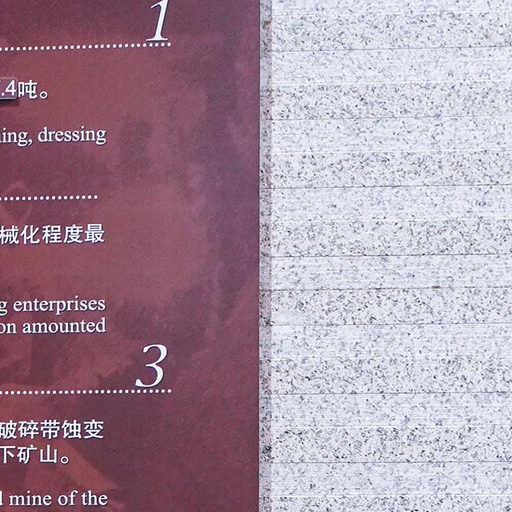 1
.4吨。
ing, dressing
械化程度最
g enterprises
on amounted
3
破碎带蚀变
下矿山。
mine of the